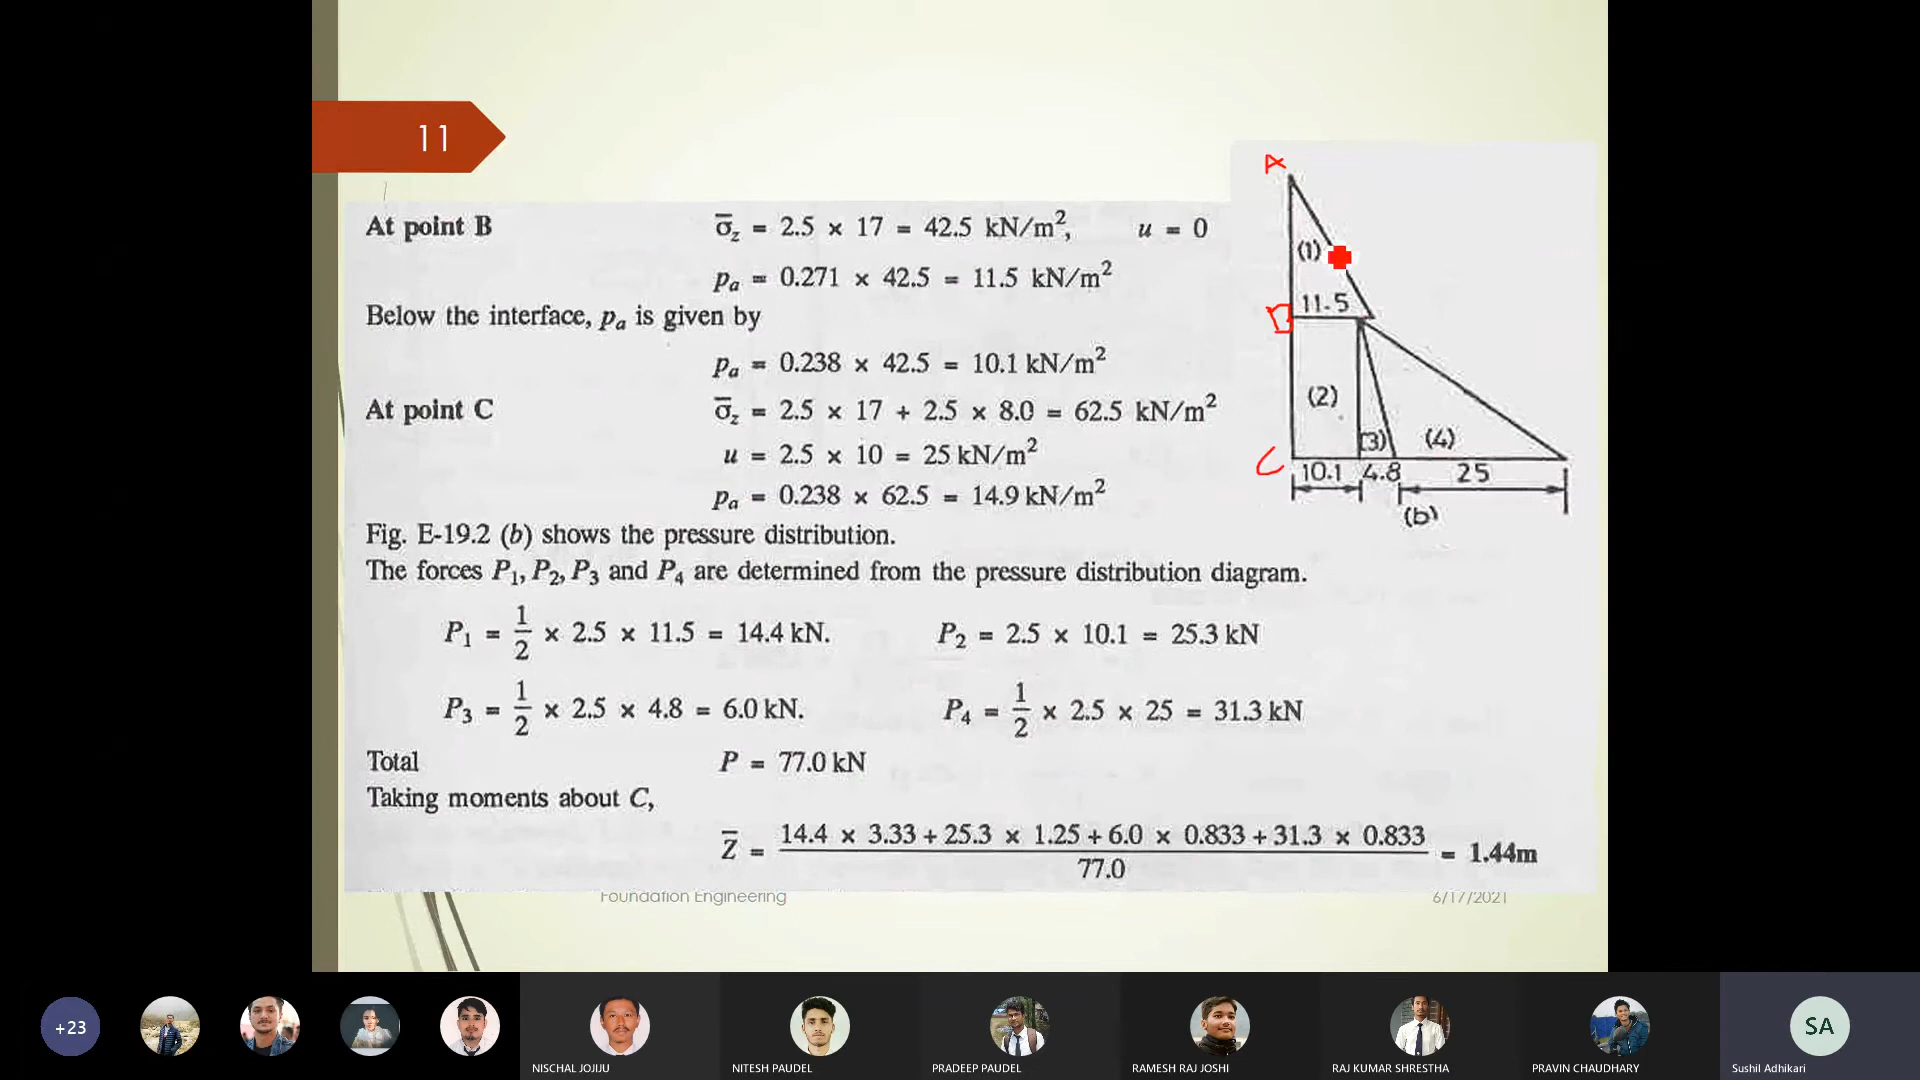 11
A
At point B σ̄z = 2.5 × 17 = 42.5 kN/m², u = 0
pa = 0.271 × 42.5 = 11.5 kN/m²
(1)
Below the interface, pa is given by
11.5
B
pa = 0.238 × 42.5 = 10.1 kN/m²
At point C σ̄z = 2.5 × 17 + 2.5 × 8.0 = 62.5 kN/m²
(2)
u = 2.5 × 10 = 25 kN/m²
(3) (4)
C
10.1 4.8 25
pa = 0.238 × 62.5 = 14.9 kN/m²
(b)
Fig. E-19.2 (b) shows the pressure distribution.
The forces P1, P2, P3 and P4 are determined from the pressure distribution diagram.
P1 = 1/2 × 2.5 × 11.5 = 14.4 kN. P2 = 2.5 × 10.1 = 25.3 kN
P3 = 1/2 × 2.5 × 4.8 = 6.0 kN. P4 = 1/2 × 2.5 × 25 = 31.3 kN
Total P = 77.0 kN
Taking moments about C,
Z̄ = (14.4 × 3.33 + 25.3 × 1.25 + 6.0 × 0.833 + 31.3 × 0.833) / 77.0 = 1.44m
Foundation Engineering 6/17/2021
+23
SA
NISCHAL JOJIJU NITESH PAUDEL PRADEEP PAUDEL RAMESH RAJ JOSHI RAJ KUMAR SHRESTHA PRAVIN CHAUDHARY Sushil Adhikari